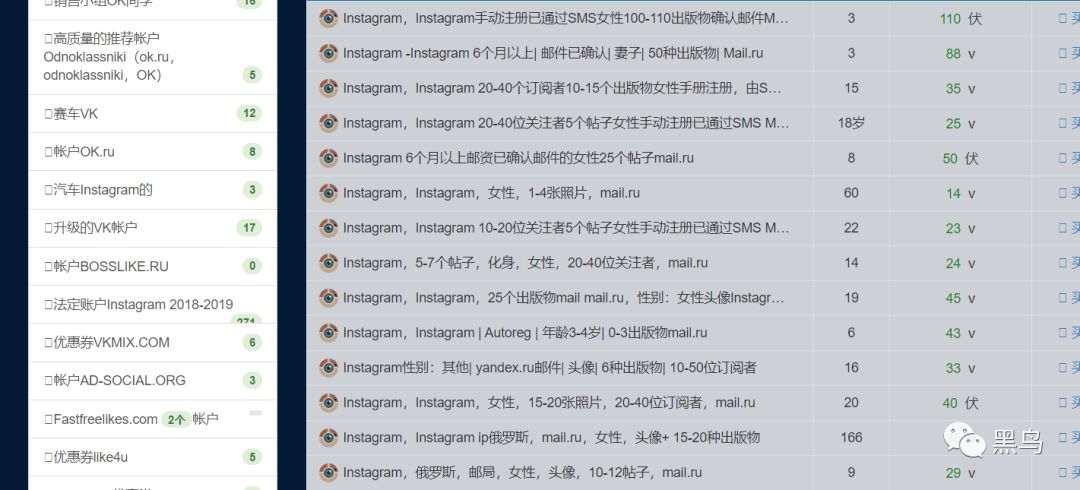 销售小组OK同学 16
高质量的推荐帐户
Odnoklassniki（ok.ru，
odnoklassniki，OK） 5
赛车VK 12
帐户OK.ru 8
汽车Instagram的 3
升级的VK帐户 17
帐户BOSSLIKE.RU 0
法定账户Instagram 2018-2019
271
优惠券VKMIX.COM 6
帐户AD-SOCIAL.ORG 3
Fastfreelikes.com 2个 帐户
优惠券like4u 5
Instagram，Instagram手动注册已通过SMS女性100-110出版物确认邮件M... 3 110 伏 买
Instagram -Instagram 6个月以上| 邮件已确认| 妻子| 50种出版物| Mail.ru 3 88 v 买
Instagram，Instagram 20-40个订阅者10-15个出版物女性手册注册，由S... 15 35 v 买
Instagram，Instagram 20-40位关注者5个帖子女性手动注册已通过SMS M... 18岁 25 v 买
Instagram 6个月以上邮资已确认邮件的女性25个帖子mail.ru 8 50 伏 买
Instagram，Instagram，女性，1-4张照片，mail.ru 60 14 v 买
Instagram，Instagram 10-20位关注者5个帖子女性手动注册已通过SMS M... 22 23 v 买
Instagram，5-7个帖子，化身，女性，20-40位关注者，mail.ru 14 24 v 买
Instagram，Instagram，25个出版物mail mail.ru，性别：女性头像Instagr... 19 45 v 买
Instagram，Instagram | Autoreg | 年龄3-4岁| 0-3出版物mail.ru 6 43 v 买
Instagram性别：其他| yandex.ru邮件| 头像| 6种出版物| 10-50位订阅者 16 33 v 买
Instagram，Instagram，女性，15-20张照片，20-40位订阅者，mail.ru 20 40 伏 买
Instagram，Instagram ip俄罗斯，mail.ru，女性，头像+ 15-20种出版物 166
Instagram，俄罗斯，邮局，女性，头像，10-12帖子，mail.ru 9 29 v 买
黑鸟